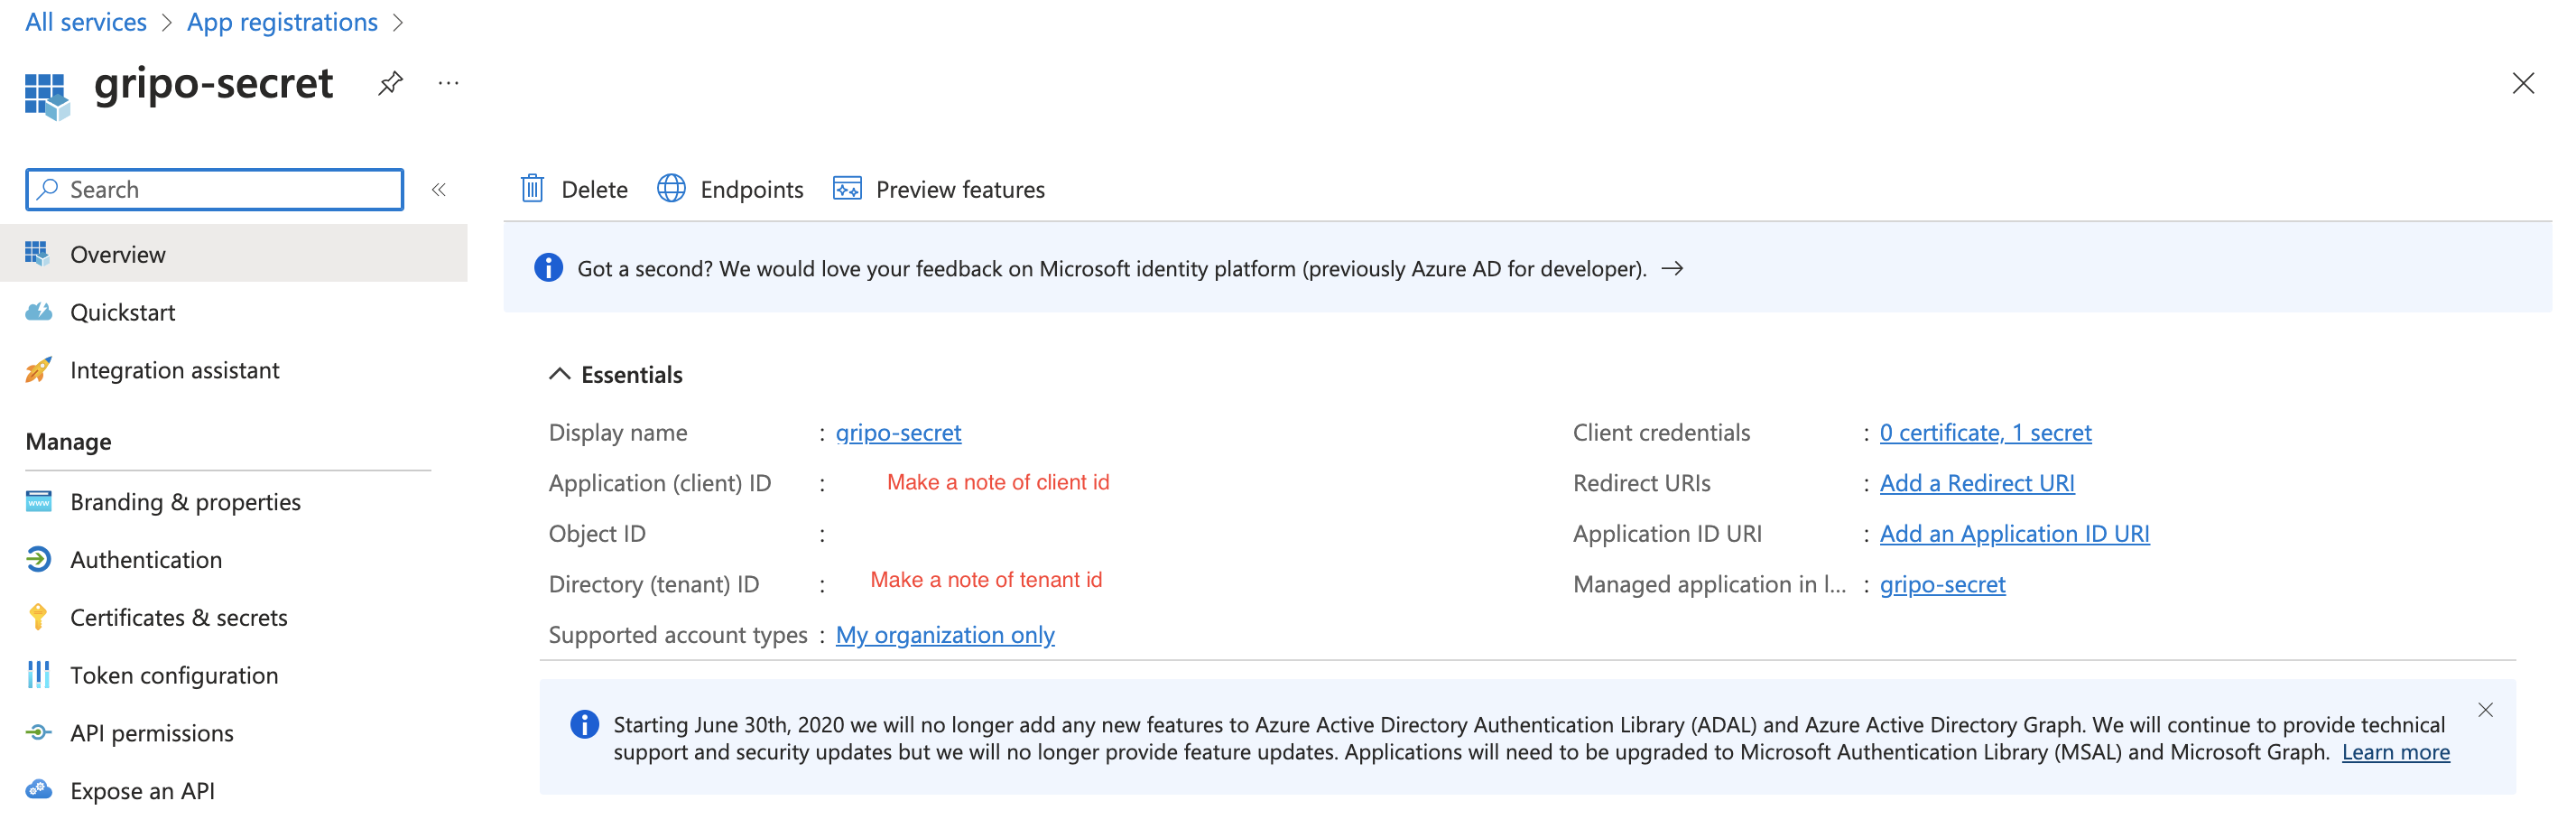 All services > App registrations >
gripo-secret
Search
«
Delete
Endpoints
Preview features
Overview
Quickstart
Integration assistant
Manage
Branding & properties
www
Authentication
Certificates & secrets
Token configuration
API permissions
Expose an API
Got a second? We would love your feedback on Microsoft identity platform (previously Azure AD for developer). →
Essentials
Display name : gripo-secret
Application (client) ID : Make a note of client id
Object ID :
Directory (tenant) ID : Make a note of tenant id
Supported account types : My organization only
Client credentials : 0 certificate, 1 secret
Redirect URIs : Add a Redirect URI
Application ID URI : Add an Application ID URI
Managed application in l... : gripo-secret
Starting June 30th, 2020 we will no longer add any new features to Azure Active Directory Authentication Library (ADAL) and Azure Active Directory Graph. We will continue to provide technical
support and security updates but we will no longer provide feature updates. Applications will need to be upgraded to Microsoft Authentication Library (MSAL) and Microsoft Graph. Learn more